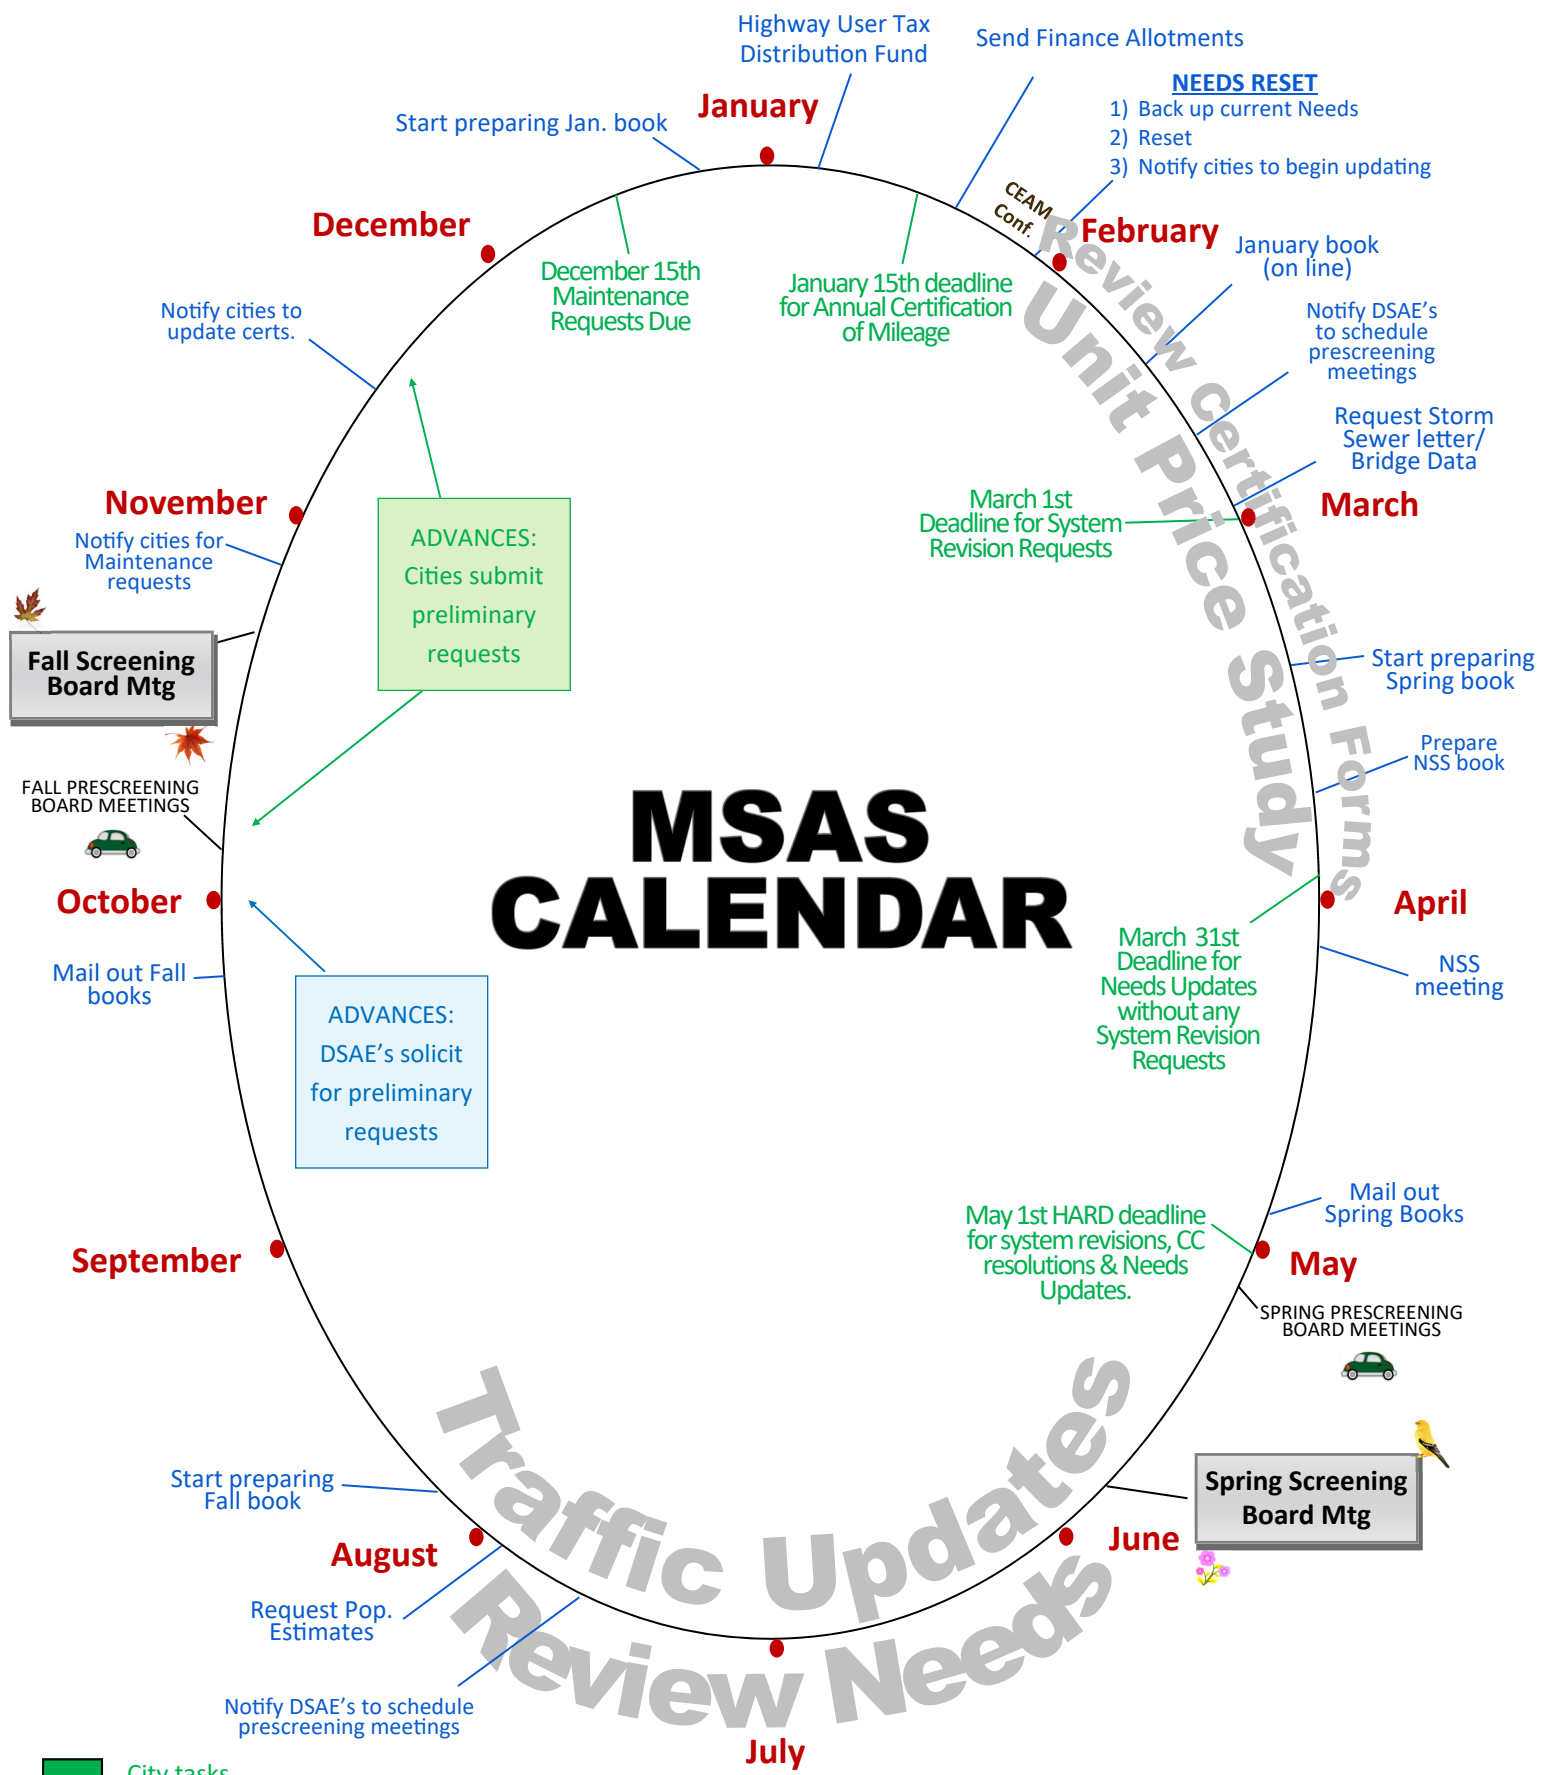 Highway User Tax
Distribution Fund
Send Finance Allotments
NEEDS RESET
1) Back up current Needs
2) Reset
3) Notify cities to begin updating
January
Start preparing Jan. book
CEAM
Conf.
February
December
December 15th
Maintenance
Requests Due
January 15th deadline
for Annual Certification
of Mileage
January book
(on line)
Notify cities to
update certs.
Notify DSAE's
to schedule
prescreening
meetings
Review Certification Forms
Unit Price Study
Request Storm
Sewer letter/
Bridge Data
March
March 1st
Deadline for System
Revision Requests
November
Notify cities for
Maintenance
requests
ADVANCES:
Cities submit
preliminary
requests
Fall Screening
Board Mtg
Start preparing
Spring book
Prepare
NSS book
FALL PRESCREENING
BOARD MEETINGS
MSAS
CALENDAR
October
April
March 31st
Deadline for
Needs Updates
without any
System Revision
Requests
NSS
meeting
Mail out Fall
books
ADVANCES:
DSAE’s solicit
for preliminary
requests
Mail out
Spring Books
May 1st HARD deadline
for system revisions, CC
resolutions & Needs
Updates.
September
May
SPRING PRESCREENING
BOARD MEETINGS
Traffic Updates
Review Needs
Spring Screening
Board Mtg
Start preparing
Fall book
August
June
Request Pop.
Estimates
Notify DSAE's to schedule
prescreening meetings
July
City tasks